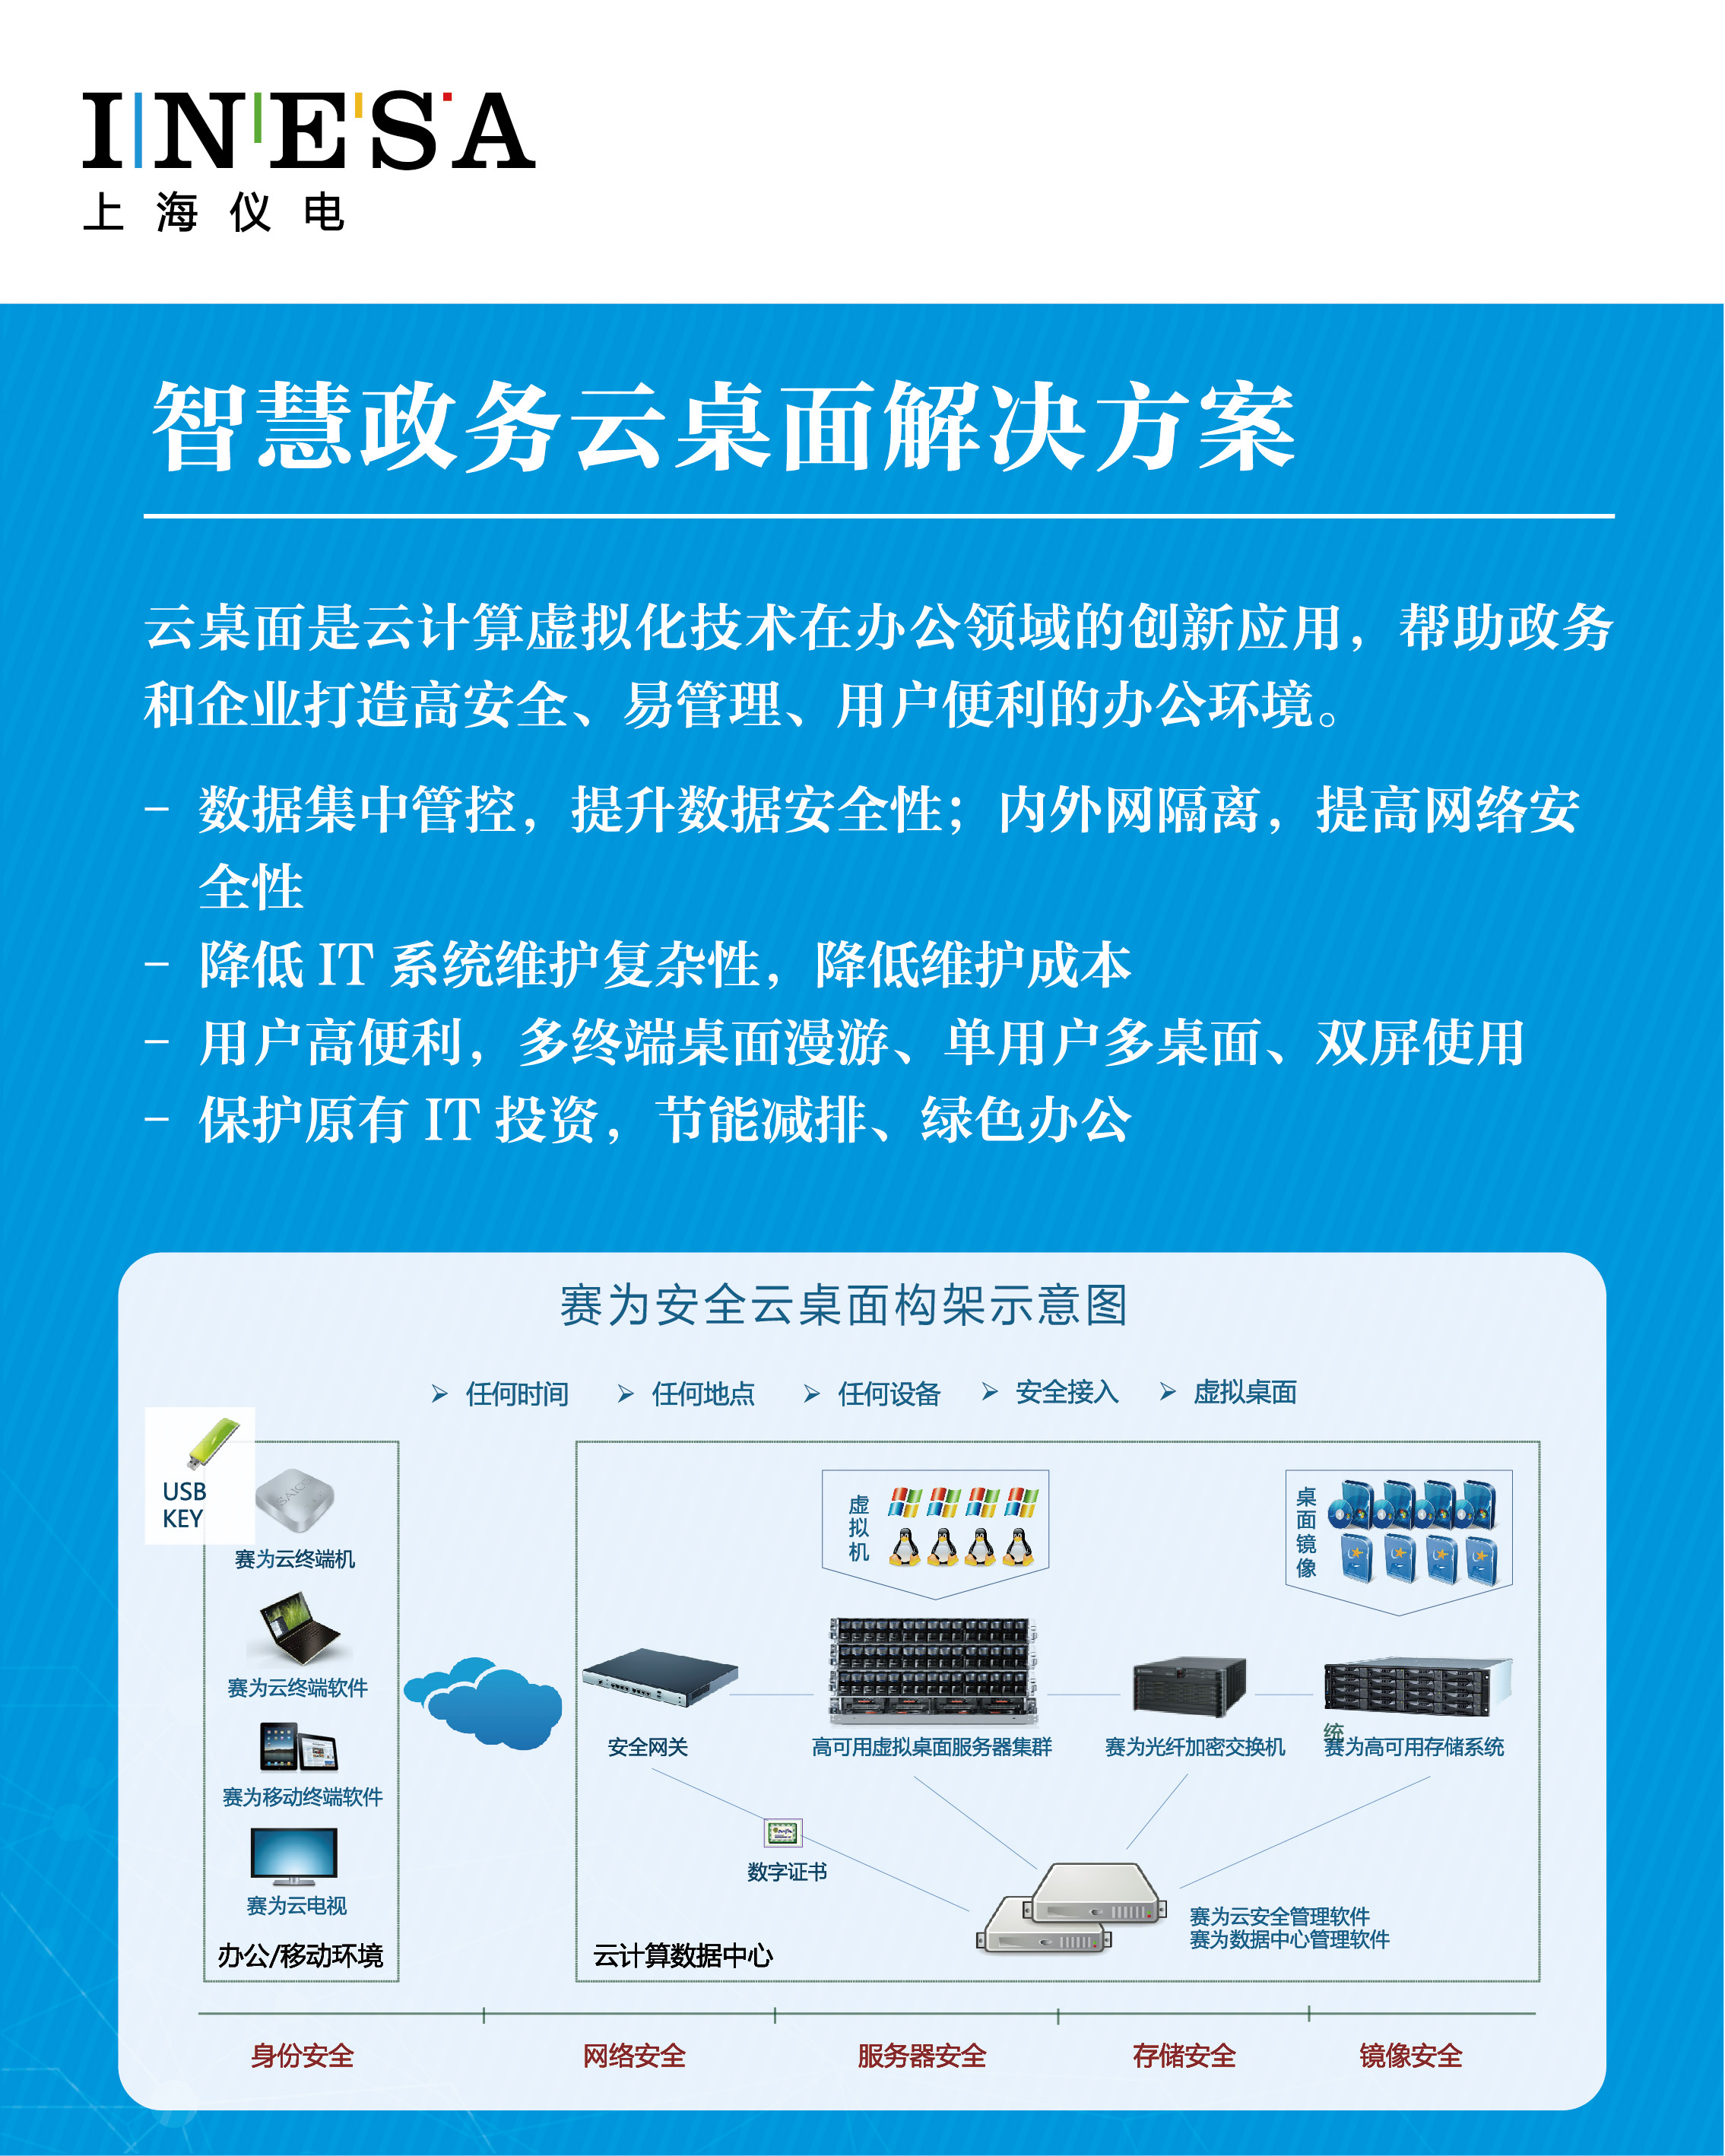 INESA
上海仪电
智慧政务云桌面解决方案
云桌面是云计算虚拟化技术在办公领域的创新应用，帮助政务
和企业打造高安全、易管理、用户便利的办公环境。
– 数据集中管控，提升数据安全性；内外网隔离，提高网络安
全性
– 降低 IT 系统维护复杂性，降低维护成本
– 用户高便利，多终端桌面漫游、单用户多桌面、双屏使用
– 保护原有 IT 投资，节能减排、绿色办公
赛为安全云桌面构架示意图
➢ 任何时间 ➢ 任何地点 ➢ 任何设备 ➢ 安全接入 ➢ 虚拟桌面
USB
KEY
赛为云终端机
赛为云终端软件
赛为移动终端软件
赛为云电视
办公/移动环境
虚拟机
桌面镜像
安全网关
高可用虚拟桌面服务器集群
赛为光纤加密交换机
统
赛为高可用存储系统
数字证书
赛为云安全管理软件
赛为数据中心管理软件
云计算数据中心
身份安全 网络安全 服务器安全 存储安全 镜像安全